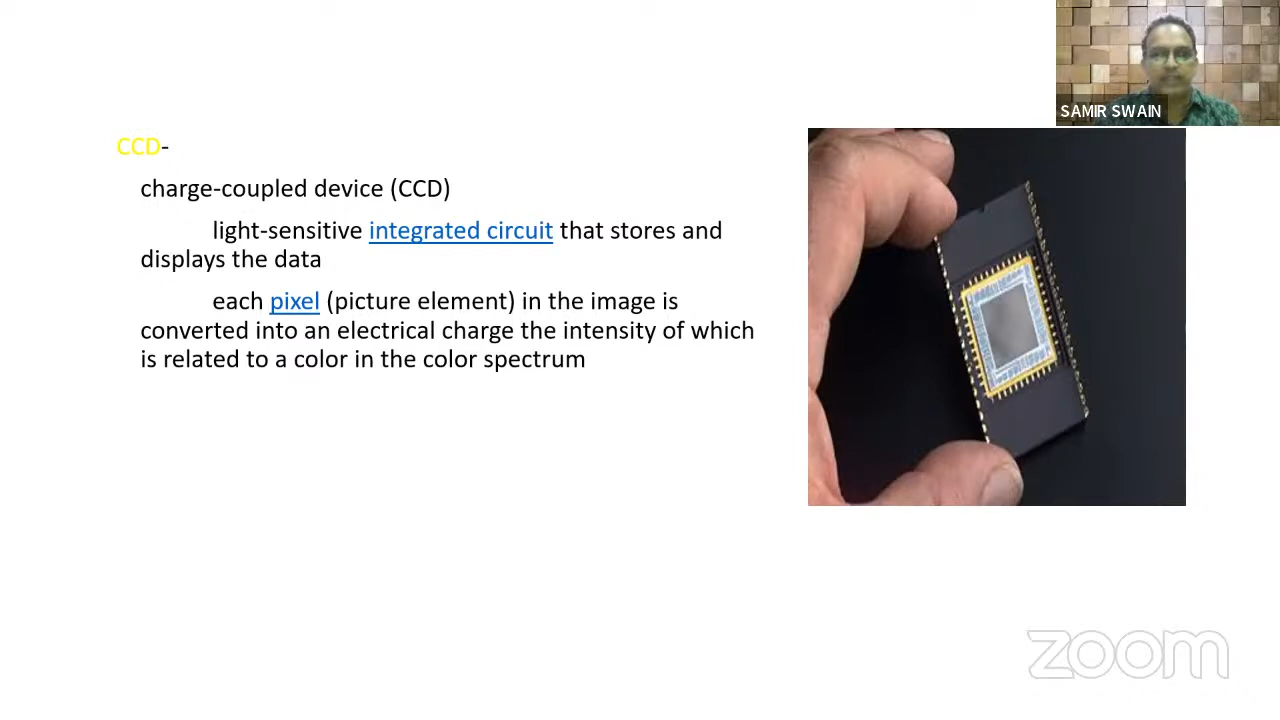 SAMIR SWAIN
CCD-
charge-coupled device (CCD)
light-sensitive integrated circuit that stores and
displays the data
each pixel (picture element) in the image is
converted into an electrical charge the intensity of which
is related to a color in the color spectrum
zoom